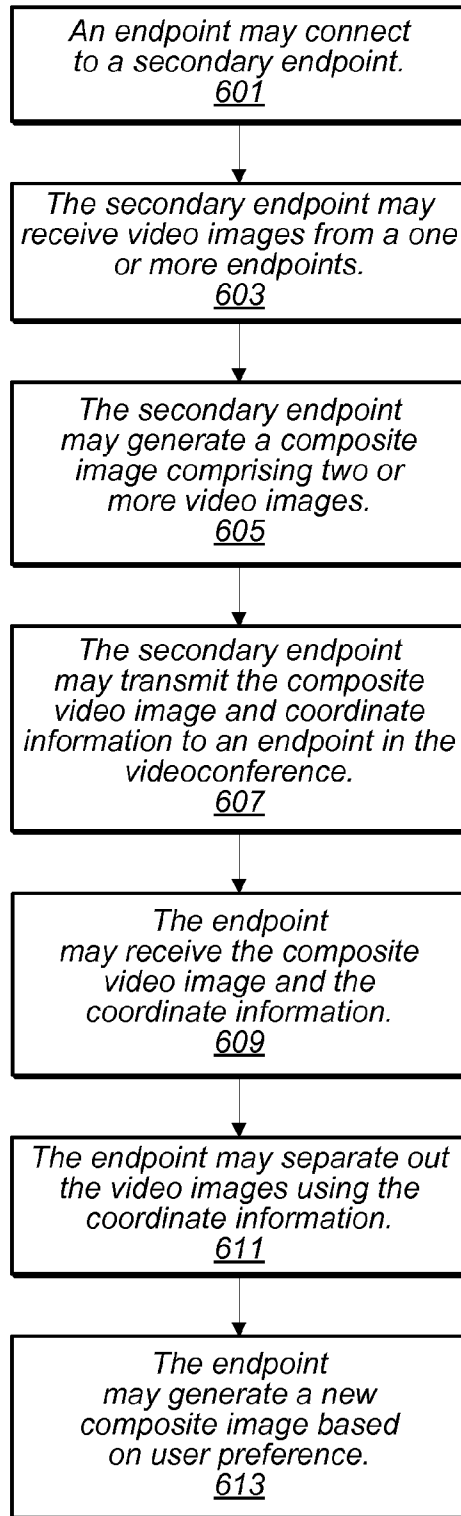 An endpoint may connect
to a secondary endpoint.
601
The secondary endpoint may
receive video images from a one
or more endpoints.
603
The secondary endpoint
may generate a composite
image comprising two or
more video images.
605
The secondary endpoint
may transmit the composite
video image and coordinate
information to an endpoint in the
videoconference.
607
The endpoint
may receive the composite
video image and the
coordinate information.
609
The endpoint may separate out
the video images using the
coordinate information.
611
The endpoint
may generate a new
composite image based
on user preference.
613